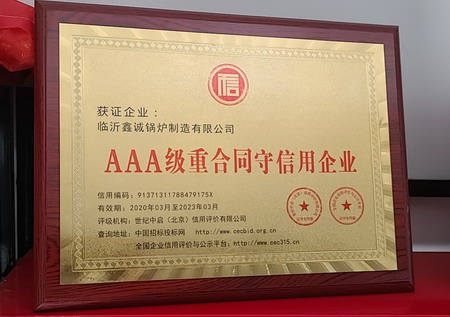 信
获证企业：
临沂鑫诚锅炉制造有限公司
AAA级重合同守信用企业
信用编码：91371311788479175X
有效期：2020年03月至2023年03月
评级机构：世纪中启（北京）信用评价有限公司
查询地址：中国招标投标网 http://www.cecbid.org.cn
全国企业信用评价与公示平台：http://www.cec315.cn